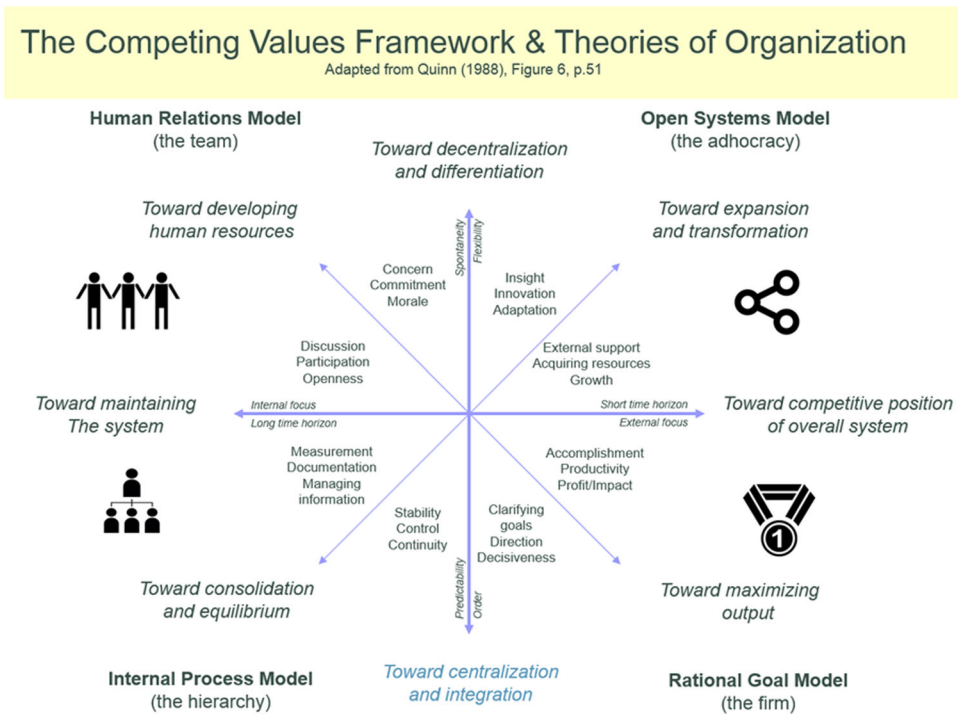 The Competing Values Framework & Theories of Organization
Adapted from Quinn (1988), Figure 6, p.51
Human Relations Model
(the team)
Open Systems Model
(the adhocracy)
Toward decentralization
and differentiation
Toward developing
human resources
Toward expansion
and transformation
Spontaneity
Flexibility
Concern
Commitment
Morale
Insight
Innovation
Adaptation
Discussion
Participation
Openness
External support
Acquiring resources
Growth
Toward maintaining
The system
Internal focus
Long time horizon
Short time horizon
External focus
Toward competitive position
of overall system
Measurement
Documentation
Managing
information
Accomplishment
Productivity
Profit/Impact
Stability
Control
Continuity
Clarifying
goals
Direction
Decisiveness
Predictability
Order
1
Toward consolidation
and equilibrium
Toward maximizing
output
Internal Process Model
(the hierarchy)
Toward centralization
and integration
Rational Goal Model
(the firm)